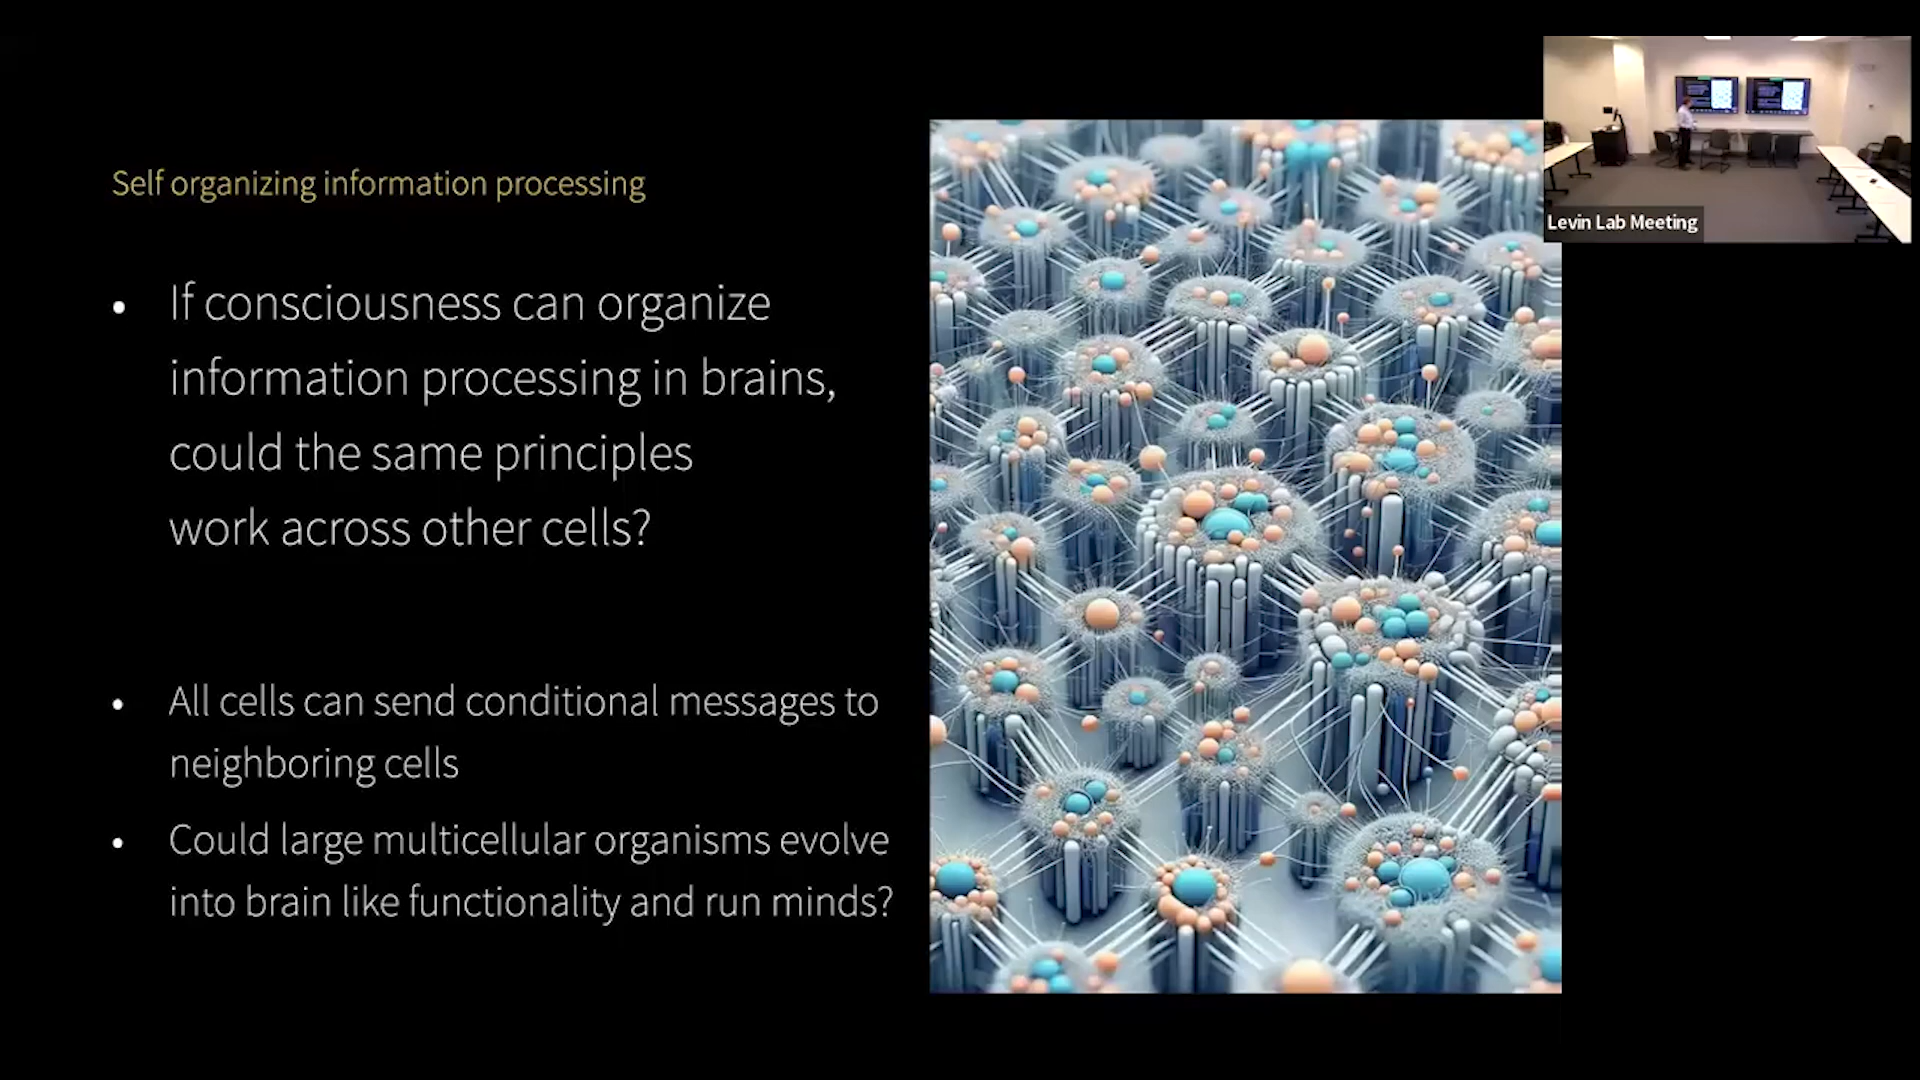 Self organizing information processing
• If consciousness can organize
information processing in brains,
could the same principles
work across other cells?
• All cells can send conditional messages to
neighboring cells
• Could large multicellular organisms evolve
into brain like functionality and run minds?
Levin Lab Meeting